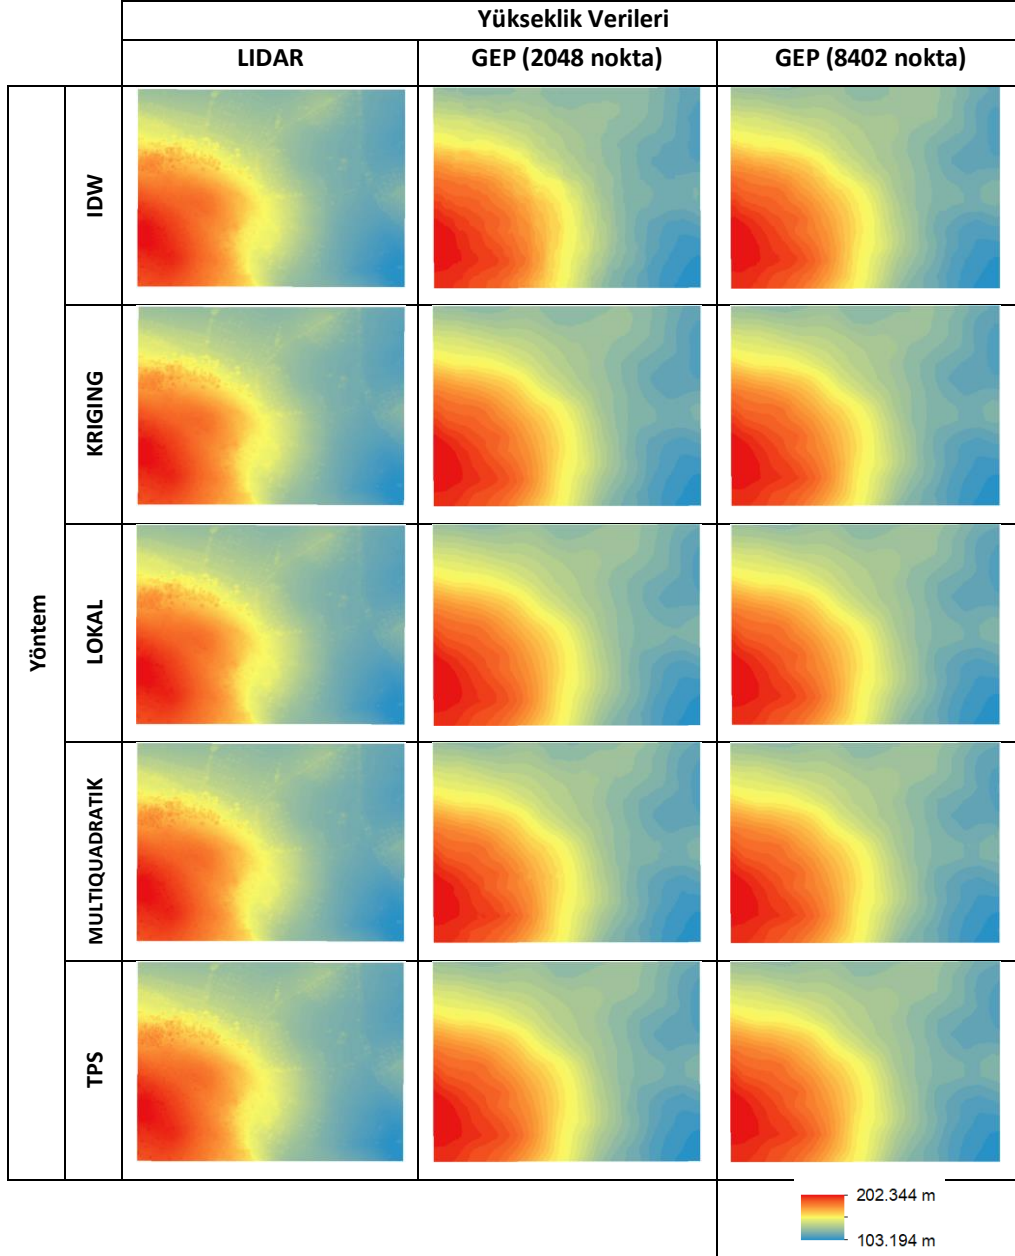 Yükseklik Verileri
LIDAR
GEP (2048 nokta)
GEP (8402 nokta)
Yöntem
IDW
KRIGING
LOKAL
MULTIQUADRATIK
TPS
202.344 m
103.194 m